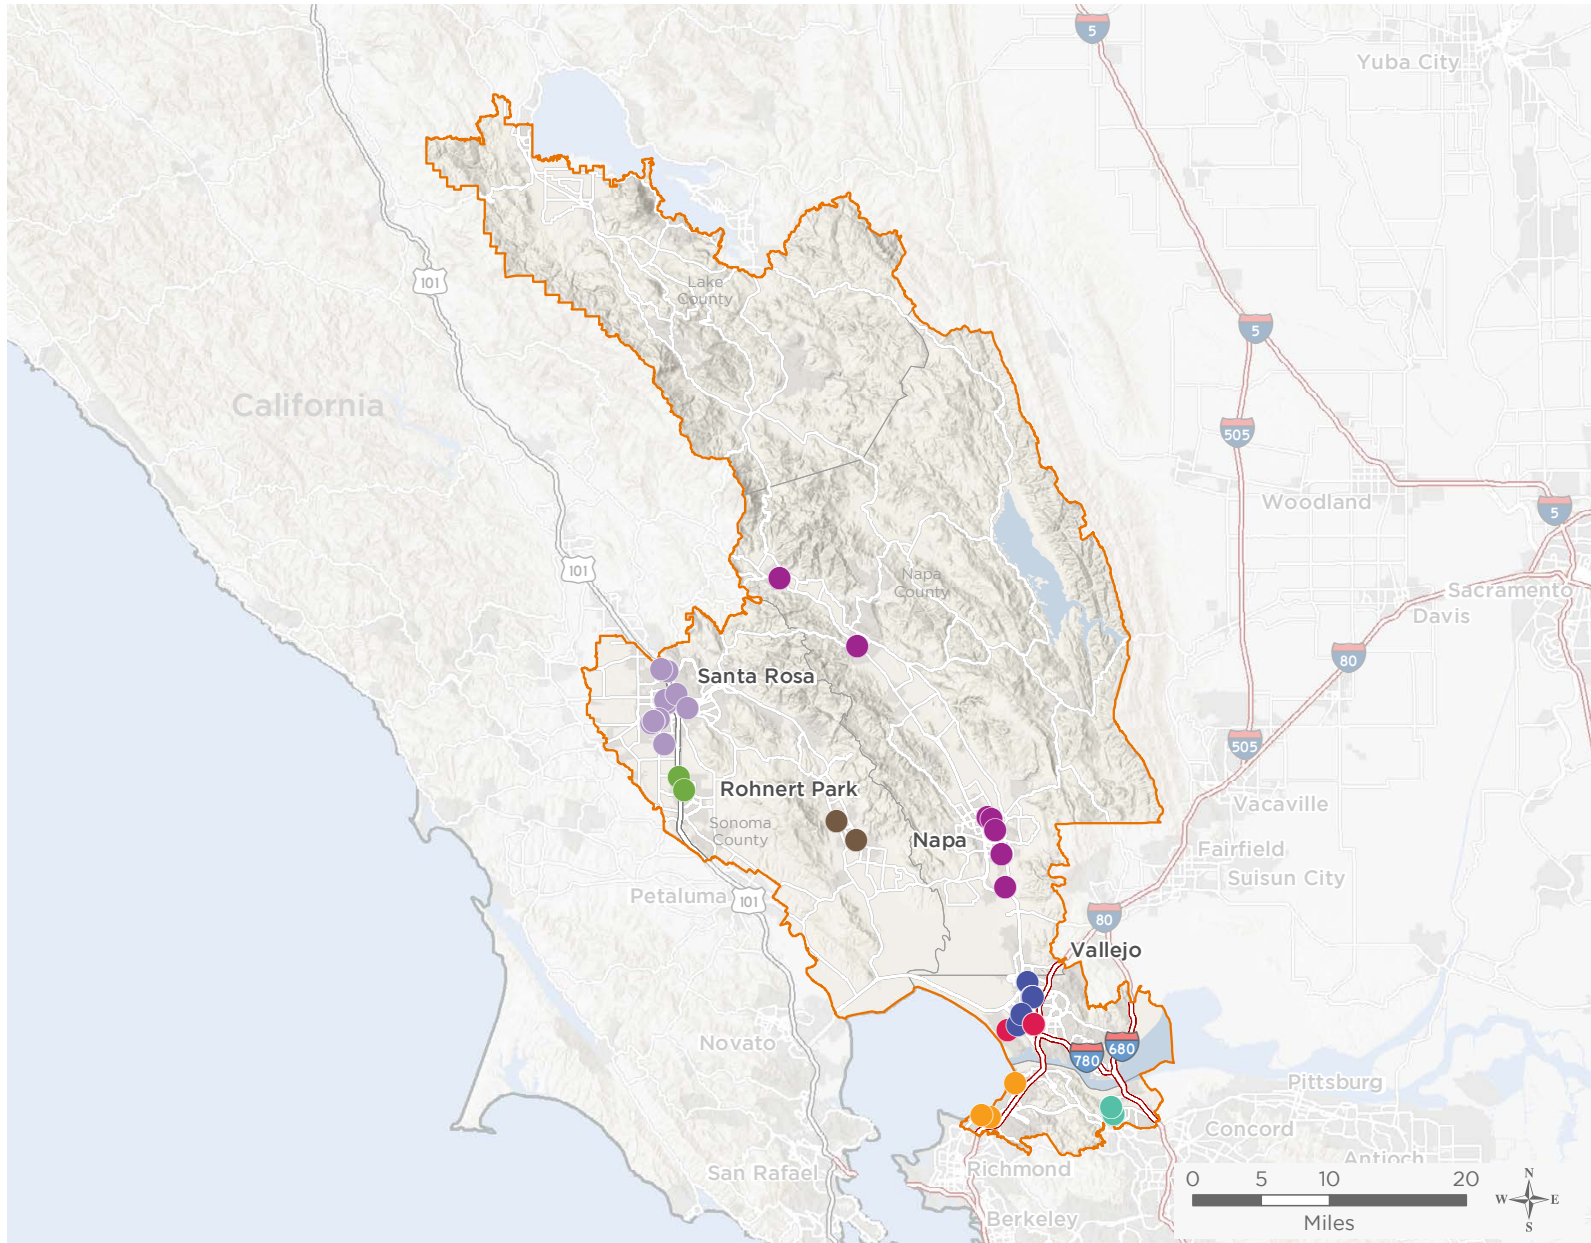 5
Yuba City
Lake
County
101
5
California
505
Woodland
5
101
Napa
County
Sacramento
Davis
80
Santa Rosa
505
Rohnert Park
Vacaville
Sonoma
County
Napa
Fairfield
Suisun City
Petaluma
101
80
Vallejo
Novato
780
680
Pittsburg
Concord
Antioch
San Rafael
Richmond
Berkeley
0 5 10 20
Miles
N
W E
S